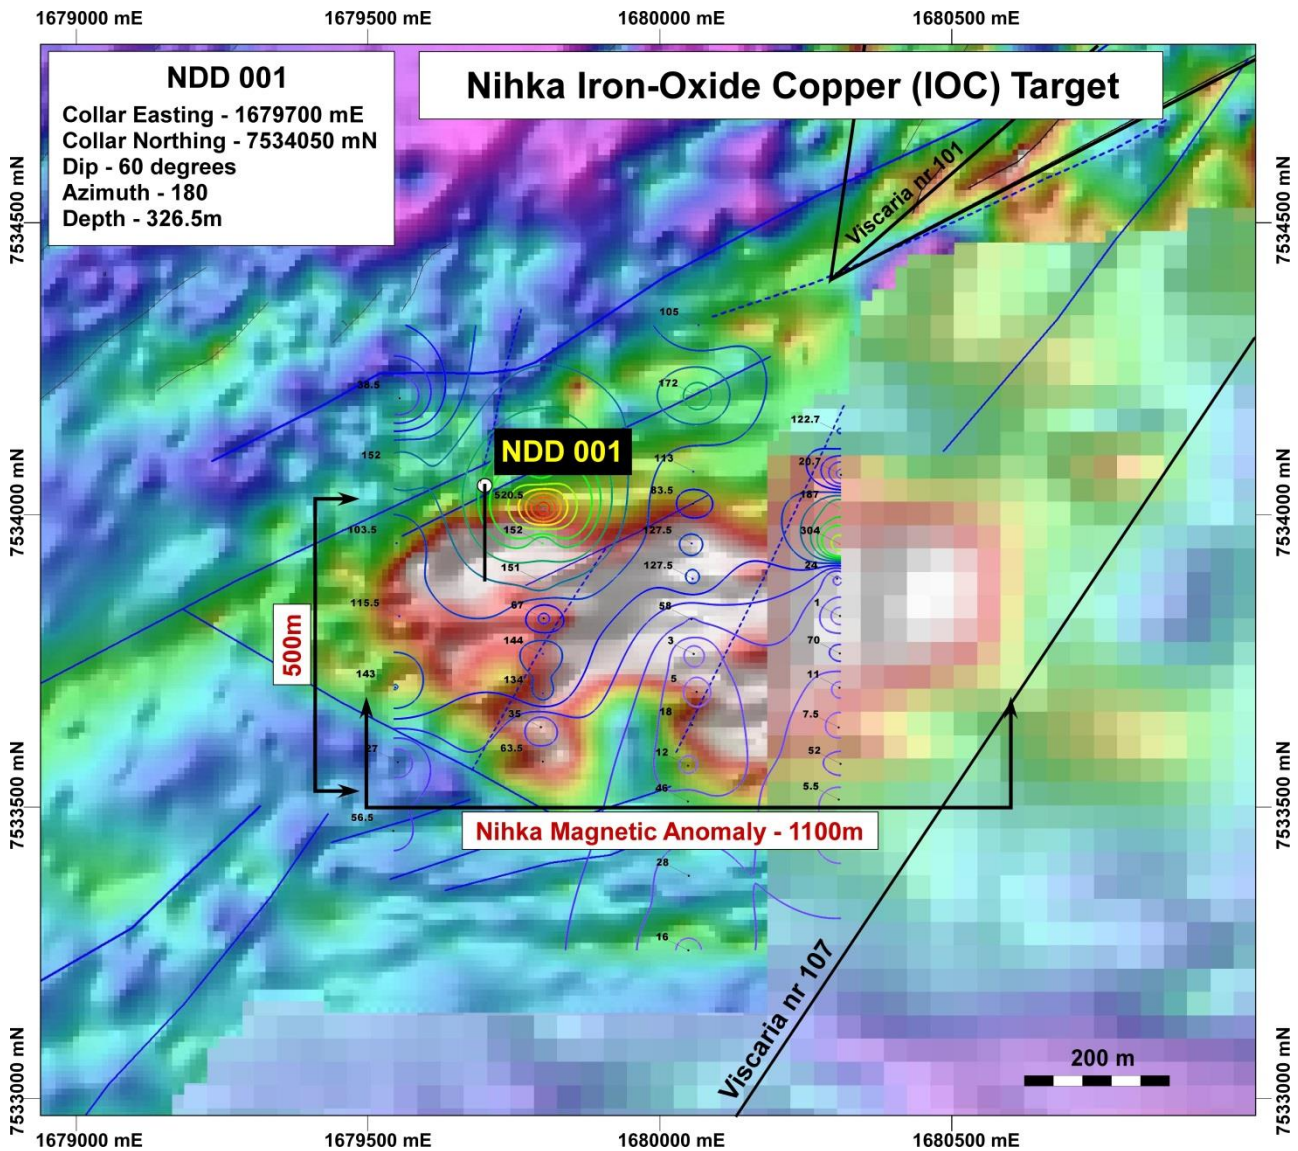 1679000 mE
1679500 mE
1680000 mE
1680500 mE
NDD 001
Collar Easting - 1679700 mE
Collar Northing - 7534050 mN
Dip - 60 degrees
Azimuth - 180
Depth - 326.5m
Nihka Iron-Oxide Copper (IOC) Target
Viscaria nr 101
7534500 mN
7534500 mN
105
38.5
172
122.7
NDD 001
152
113
20.7
520.5
83.5
187
7534000 mN
7534000 mN
103.5
152
127.5
304
151
127.5
24
115.5
67
58
1
500m
144
3
70
143
134
5
11
35
18
7.5
27
63.5
12
52
46
5.5
7533500 mN
7533500 mN
56.5
Nihka Magnetic Anomaly - 1100m
28
16
Viscaria nr 107
200 m
7533000 mN
7533000 mN
1679000 mE
1679500 mE
1680000 mE
1680500 mE